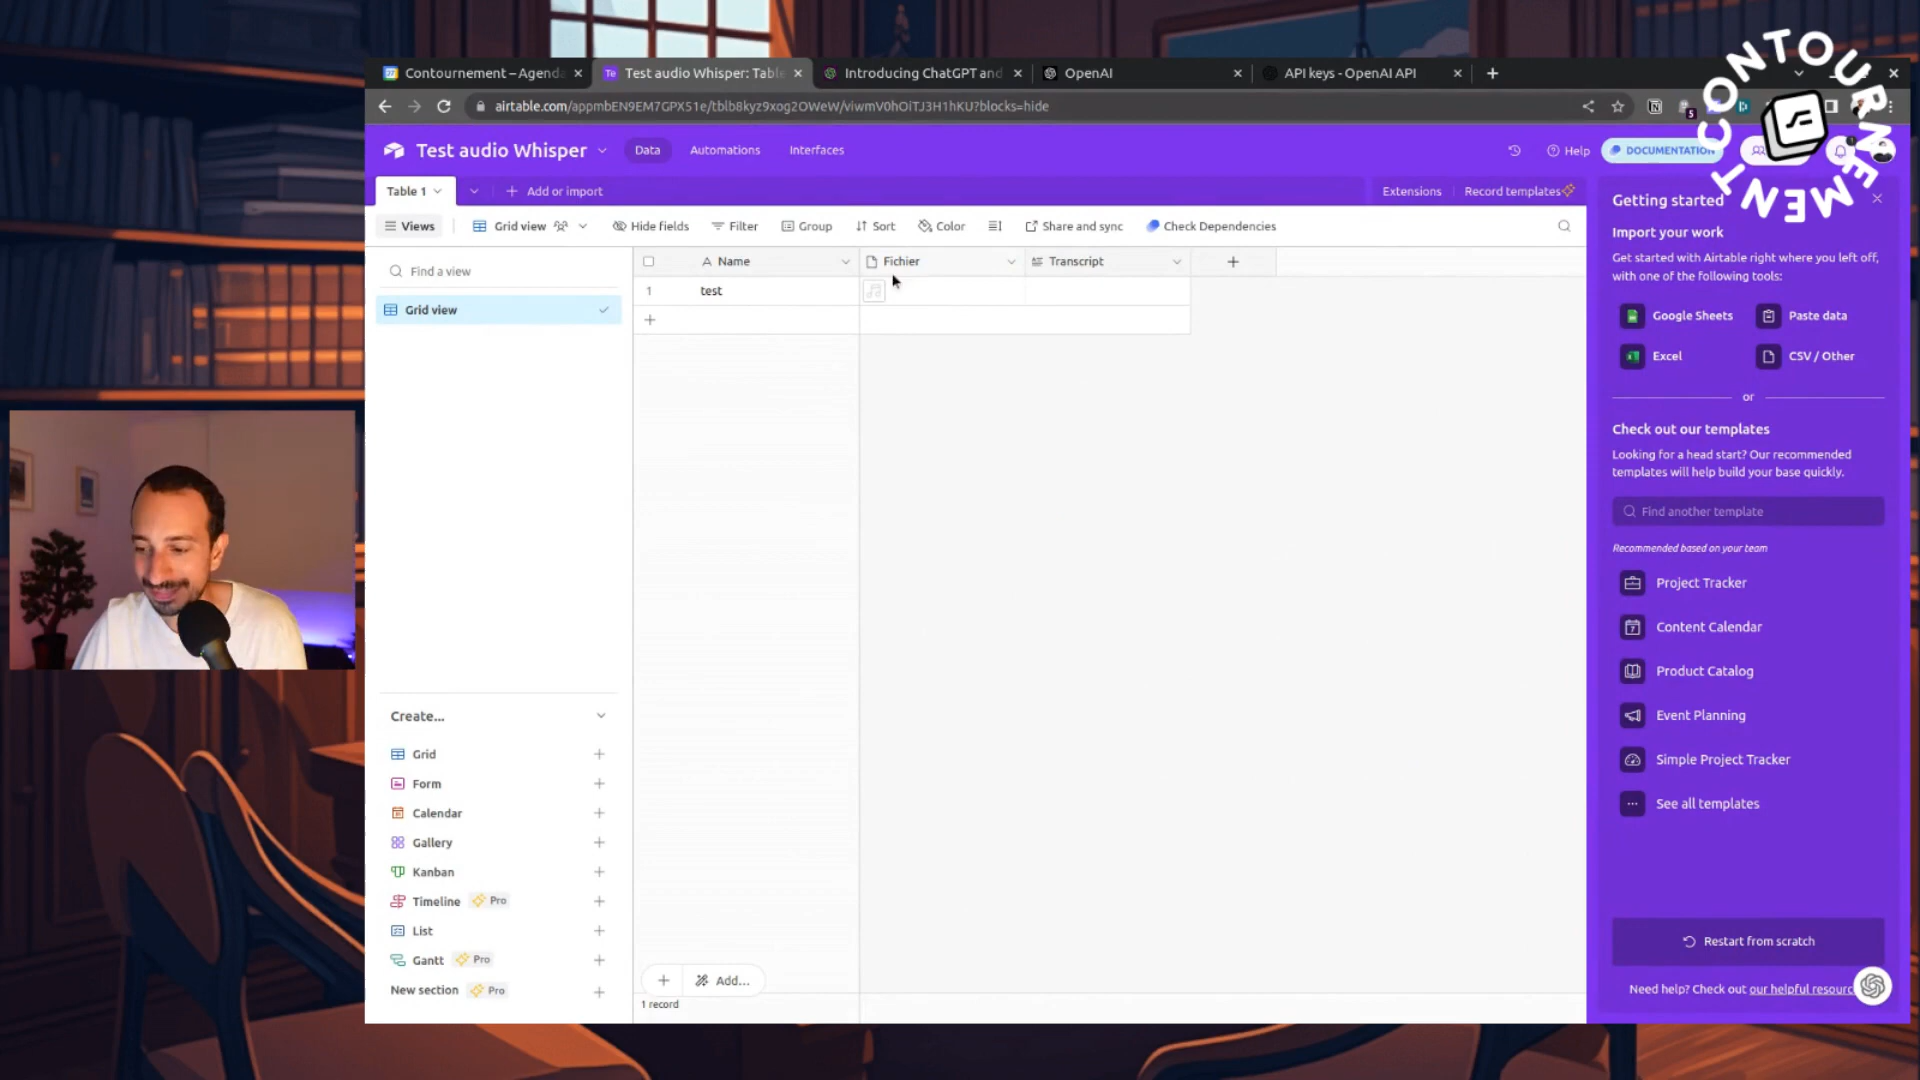 CONTOURNEMENT
Contournement – Agenda
Test audio Whisper: Table
Introducing ChatGPT and
OpenAI
API keys - OpenAI API
airtable.com/appmbEN9EM7GPX51e/tblb8kyz9xog2OWeW/viwmV0hOiTJ3H1hKU?blocks=hide
5
Test audio Whisper
Data
Automations
Interfaces
Help
DOCUMENTATION
Table 1
Add or import
Extensions
Record templates
Views
Grid view
Hide fields
Filter
Group
Sort
Color
Share and sync
Check Dependencies
Find a view
Grid view
Name
Fichier
Transcript
1
test
Create...
Grid
Form
Calendar
Gallery
Kanban
Timeline
Pro
List
Gantt
Pro
New section
Pro
Add...
1 record
Getting started
Import your work
Get started with Airtable right where you left off,
with one of the following tools:
Google Sheets
Paste data
Excel
CSV / Other
or
Check out our templates
Looking for a head start? Our recommended
templates will help build your base quickly.
Find another template
Recommended based on your team
Project Tracker
Content Calendar
Product Catalog
Event Planning
Simple Project Tracker
See all templates
Restart from scratch
Need help? Check out our helpful resourc